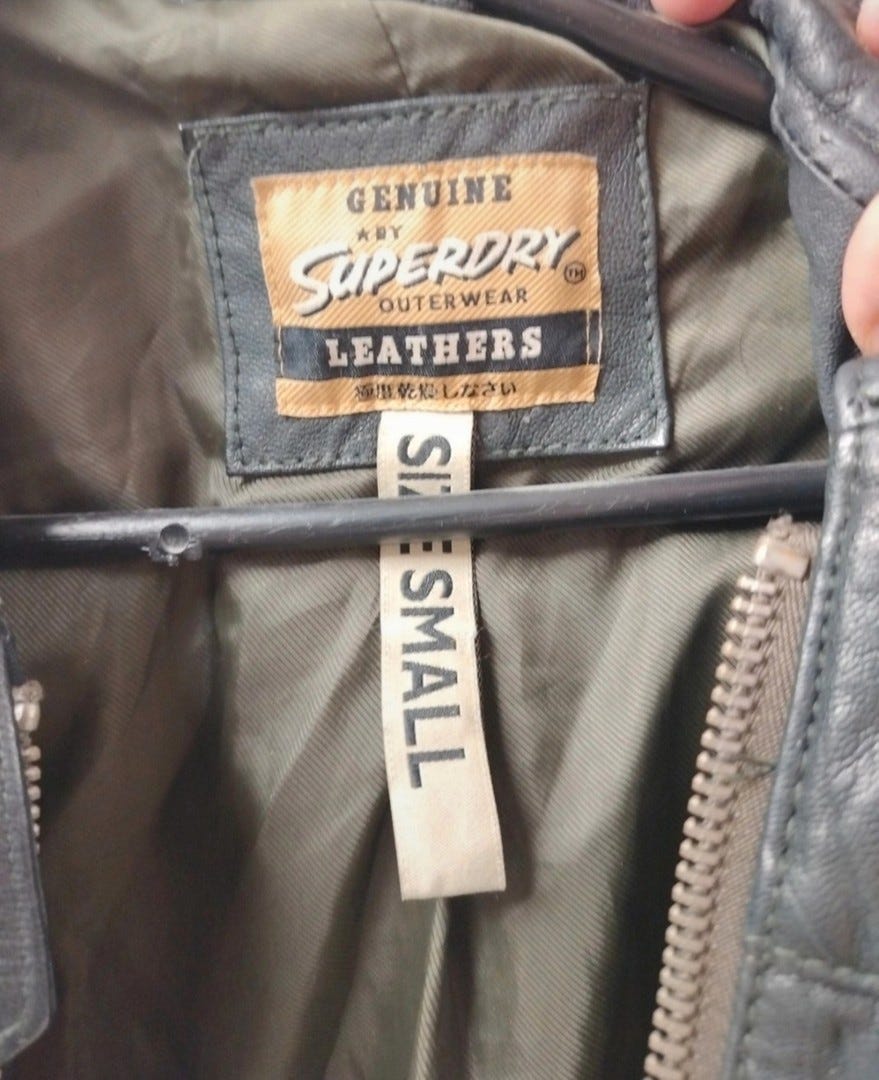 GENUINE
★BY
SUPERDRY TM
OUTERWEAR
LEATHERS
極度乾燥しなさい
SIZE SMALL